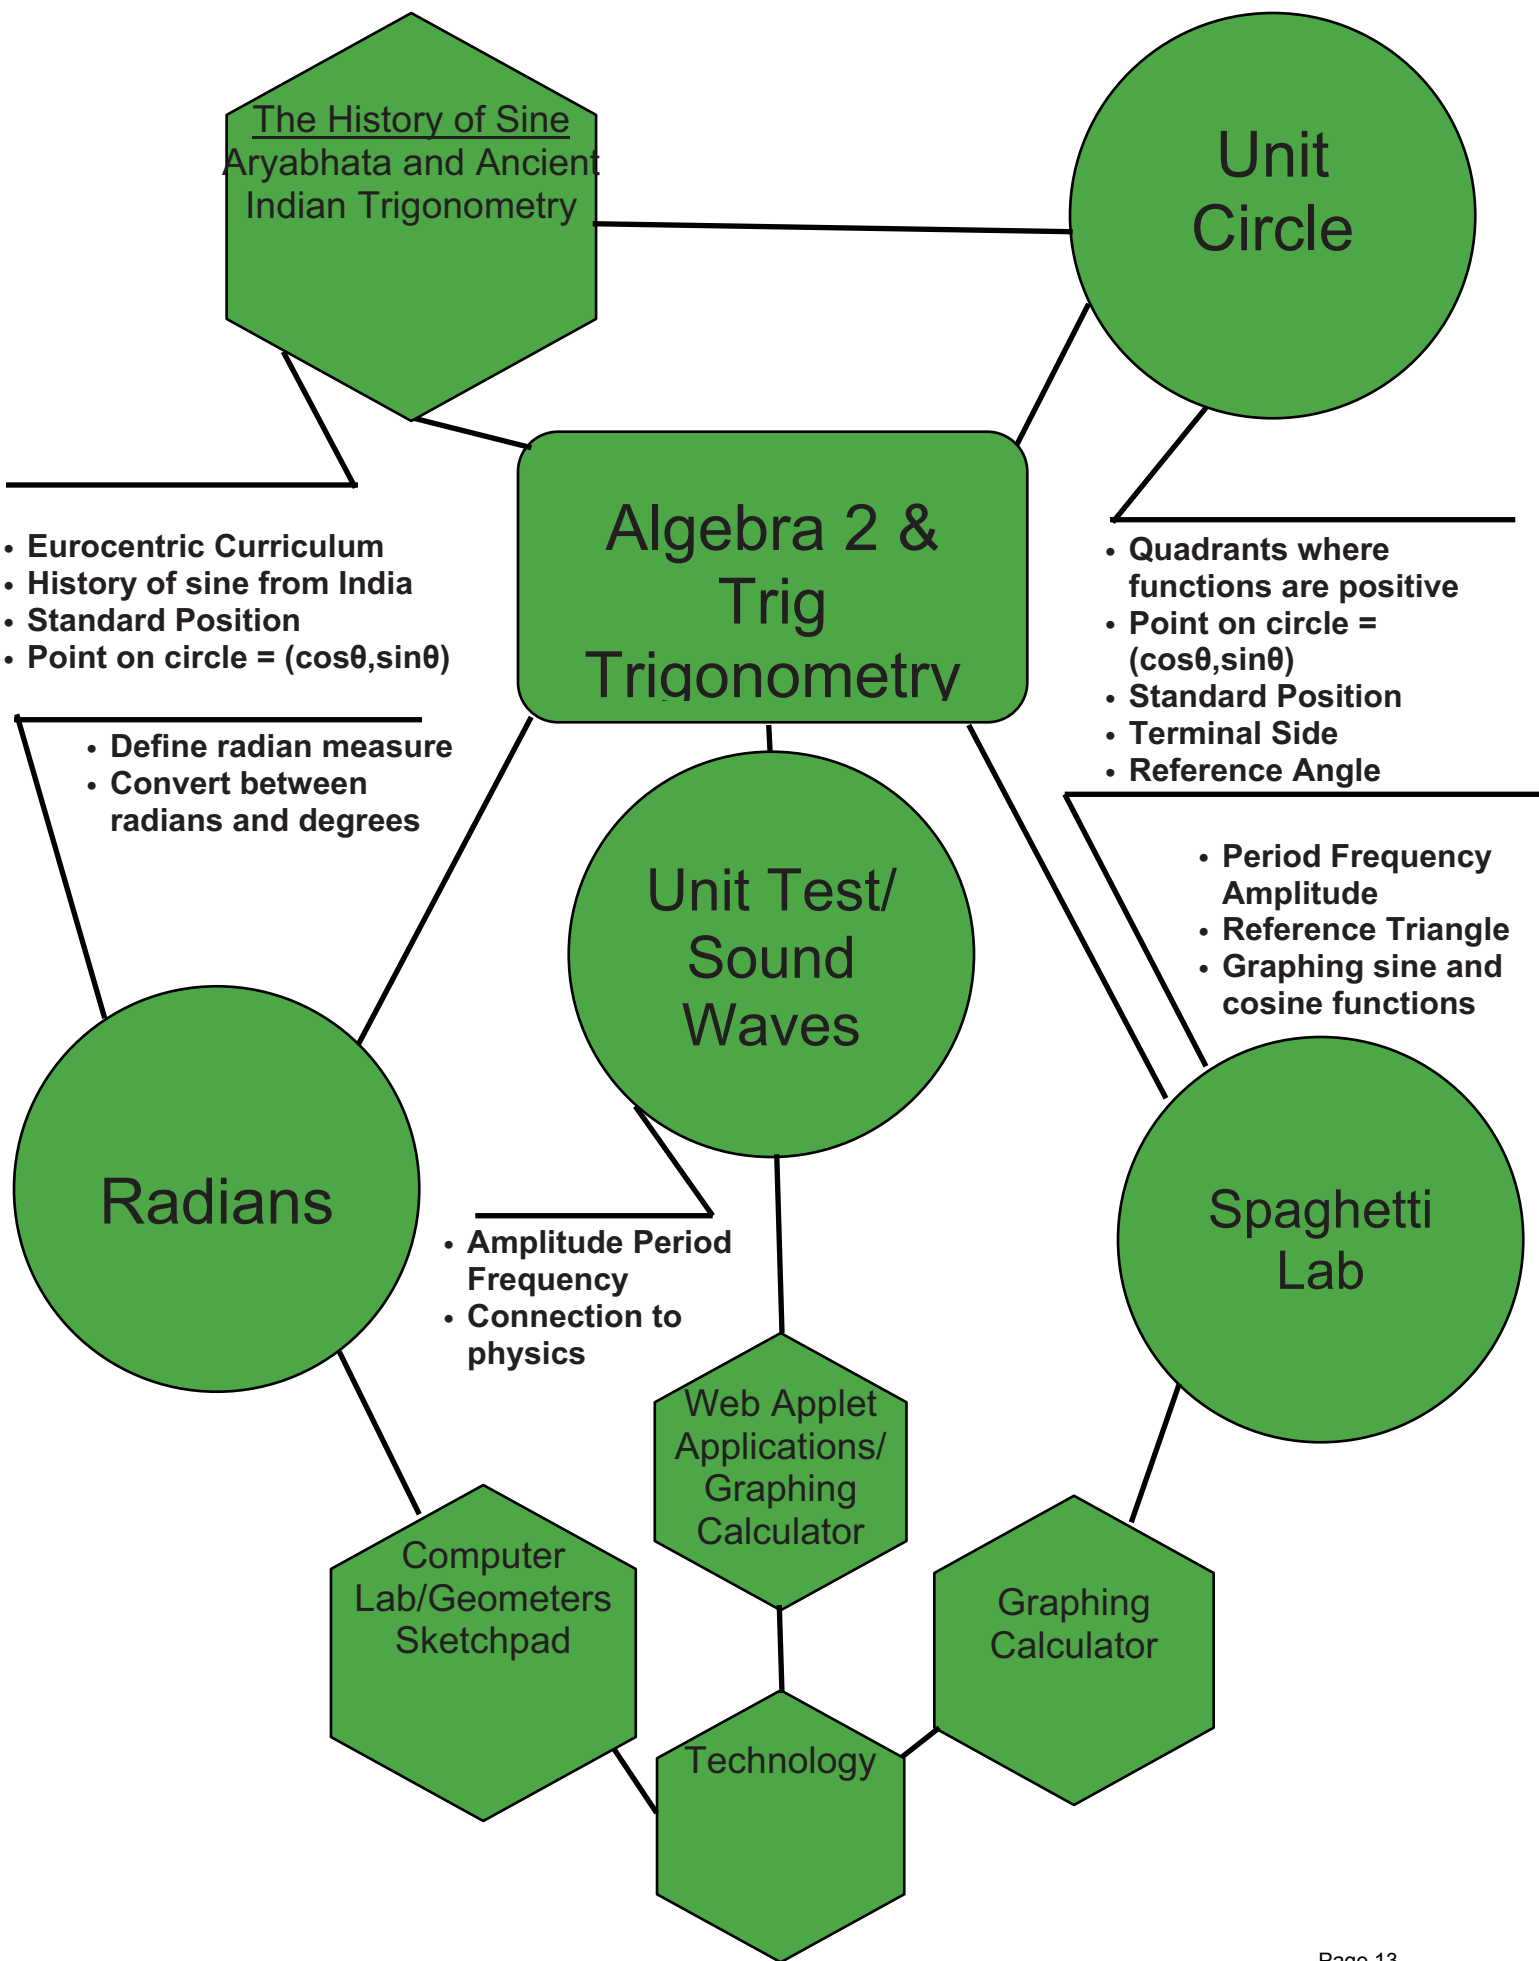 The History of Sine
Aryabhata and Ancient
Indian Trigonometry
Unit
Circle
Algebra 2 &
Trig
Trigonometry
• Eurocentric Curriculum
• History of sine from India
• Standard Position
• Point on circle = (cosθ,sinθ)
• Quadrants where
functions are positive
• Point on circle =
(cosθ,sinθ)
• Standard Position
• Terminal Side
• Reference Angle
• Define radian measure
• Convert between
radians and degrees
• Period Frequency
Amplitude
• Reference Triangle
• Graphing sine and
cosine functions
Unit Test/
Sound
Waves
Radians
Spaghetti
Lab
• Amplitude Period
Frequency
• Connection to
physics
Web Applet
Applications/
Graphing
Calculator
Computer
Lab/Geometers
Sketchpad
Graphing
Calculator
Technology
Page 13